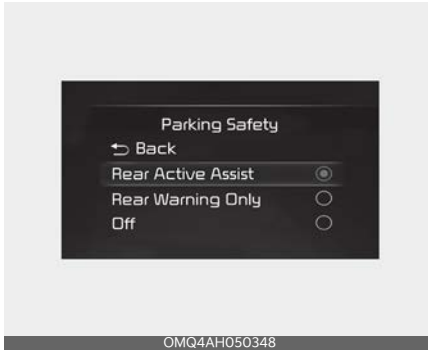 Parking Safety
Back
Rear Active Assist
Rear Warning Only
Off
OMQ4AH050348